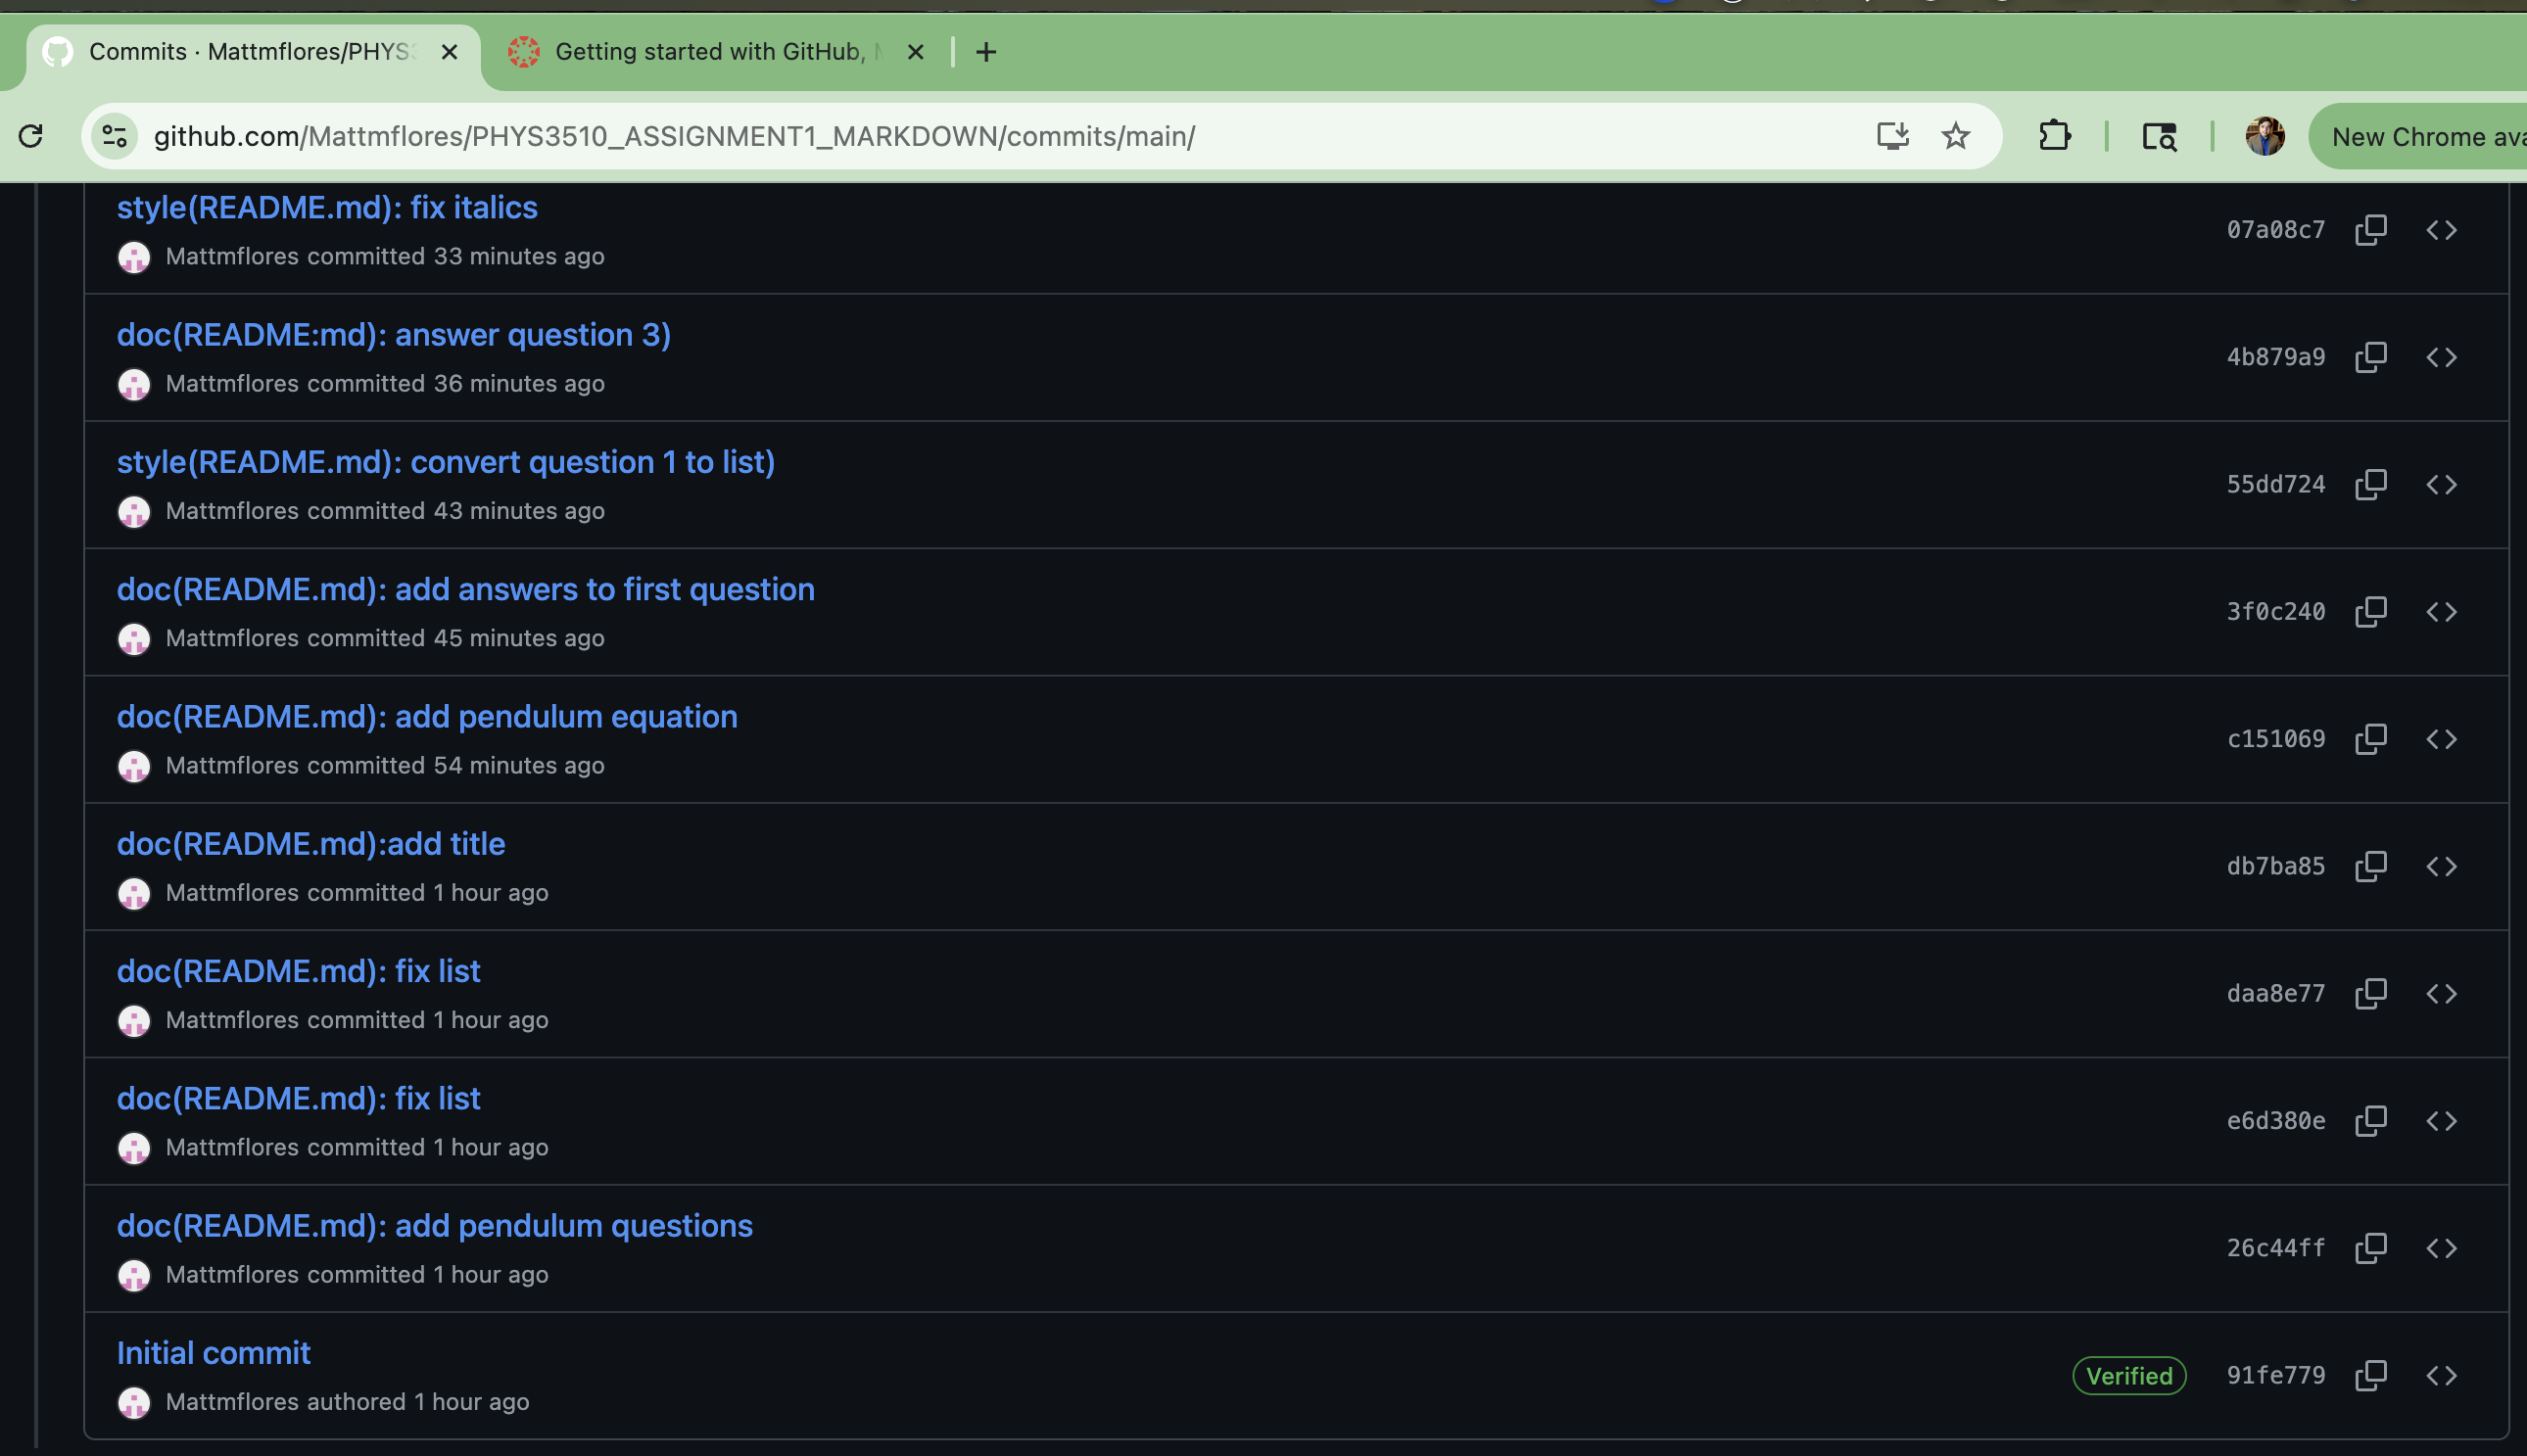 Commits · Mattmflores/PHYS
Getting started with GitHub,
github.com/Mattmflores/PHYS3510_ASSIGNMENT1_MARKDOWN/commits/main/
New Chrome ava
style(README.md): fix italics
Mattmflores committed 33 minutes ago
07a08c7
doc(README:md): answer question 3)
Mattmflores committed 36 minutes ago
4b879a9
style(README.md): convert question 1 to list)
Mattmflores committed 43 minutes ago
55dd724
doc(README.md): add answers to first question
Mattmflores committed 45 minutes ago
3f0c240
doc(README.md): add pendulum equation
Mattmflores committed 54 minutes ago
c151069
doc(README.md):add title
Mattmflores committed 1 hour ago
db7ba85
doc(README.md): fix list
Mattmflores committed 1 hour ago
daa8e77
doc(README.md): fix list
Mattmflores committed 1 hour ago
e6d380e
doc(README.md): add pendulum questions
Mattmflores committed 1 hour ago
26c44ff
Initial commit
Mattmflores authored 1 hour ago
Verified
91fe779